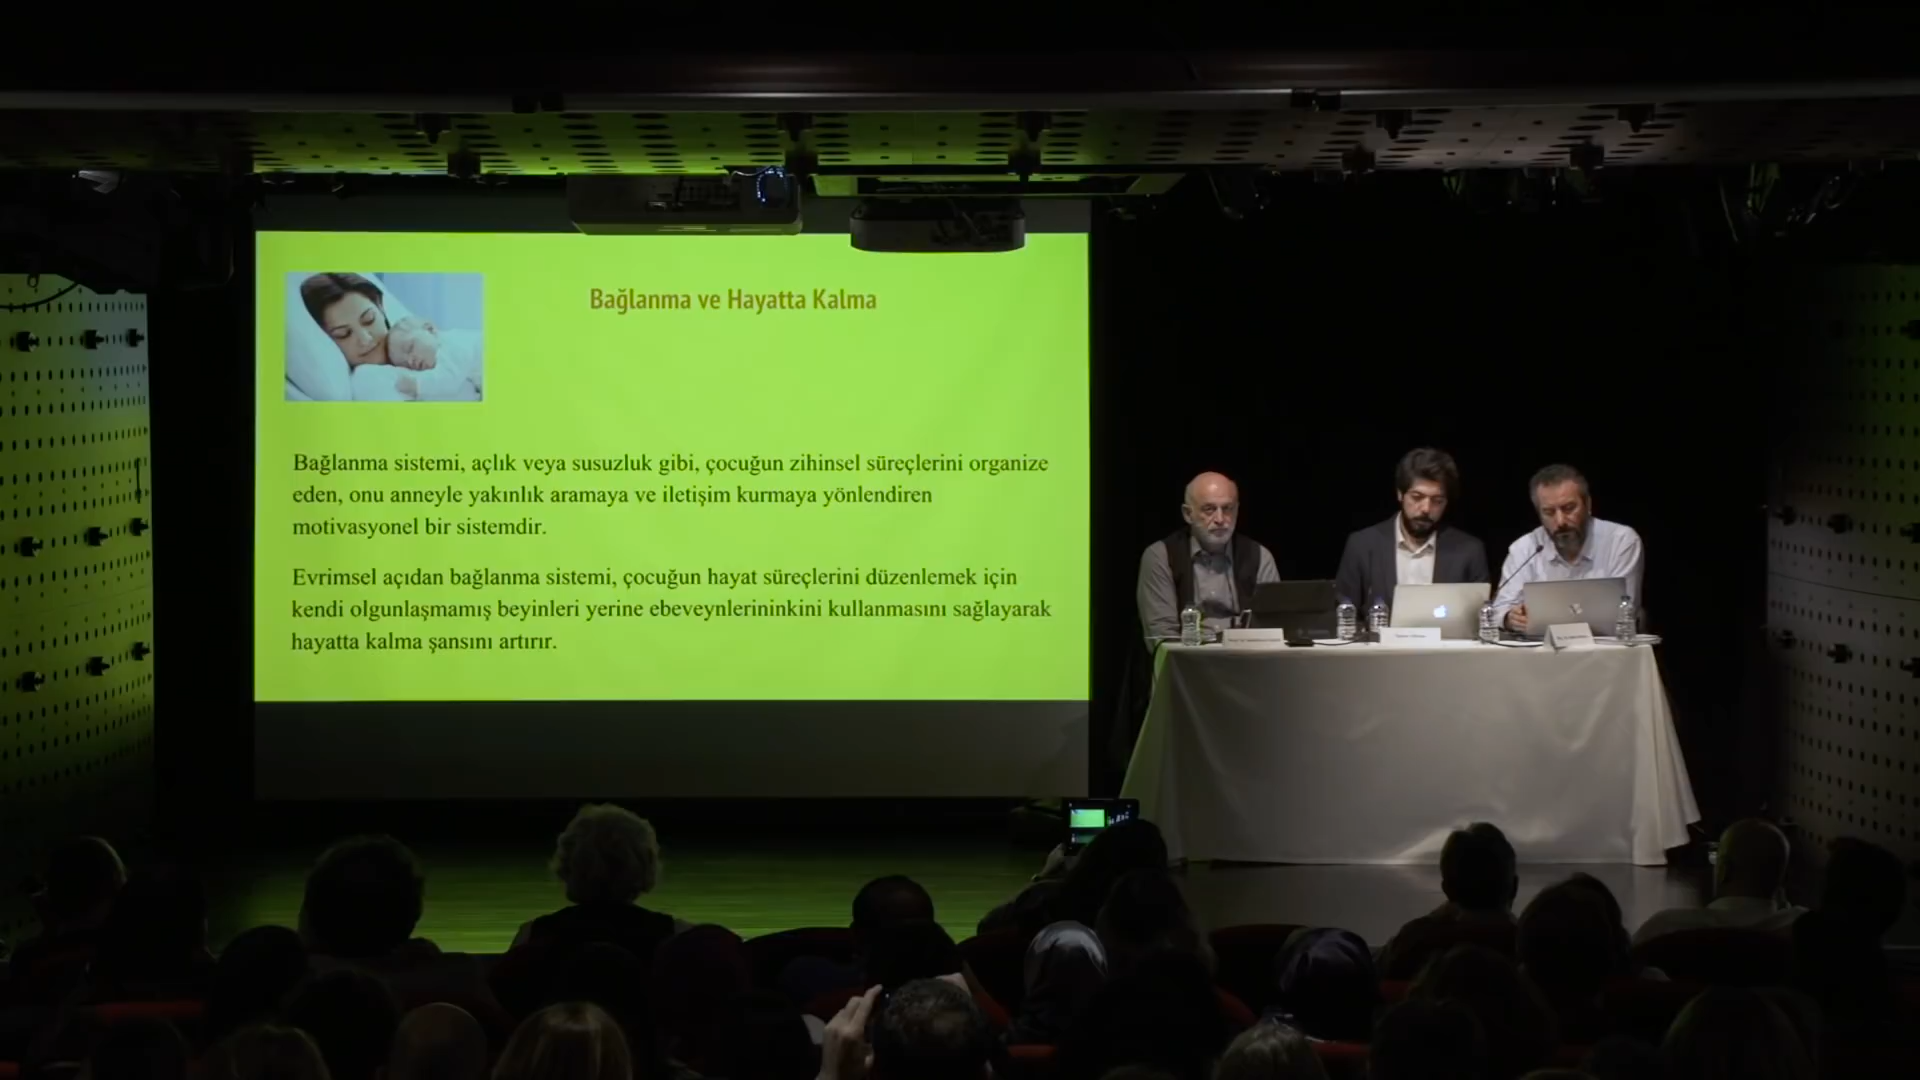 Bağlanma ve Hayatta Kalma
Bağlanma sistemi, açlık veya susuzluk gibi, çocuğun zihinsel süreçlerini organize
eden, onu anneyle yakınlık aramaya ve iletişim kurmaya yönlendiren
motivasyonel bir sistemdir.
Evrimsel açıdan bağlanma sistemi, çocuğun hayat süreçlerini düzenlemek için
kendi olgunlaşmamış beyinleri yerine ebeveynlerininkini kullanmasını sağlayarak
hayatta kalma şansını artırır.